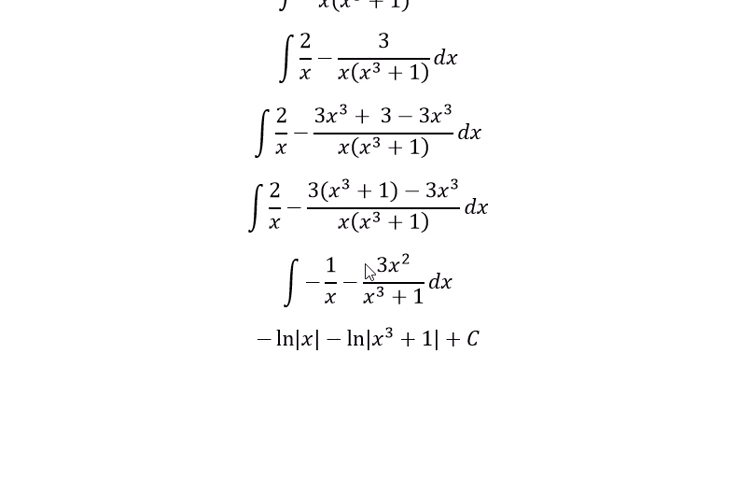 ∫ 2/x − 3/(x(x³ + 1)) dx
∫ 2/x − (3x³ + 3 − 3x³)/(x(x³ + 1)) dx
∫ 2/x − (3(x³ + 1) − 3x³)/(x(x³ + 1)) dx
∫ − 1/x − 3x²/(x³ + 1) dx
− ln|x| − ln|x³ + 1| + C